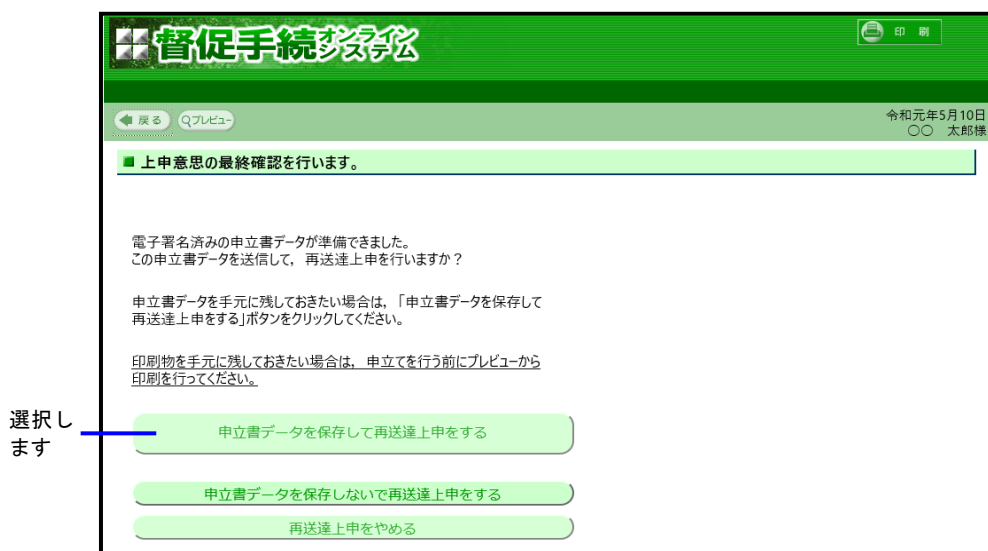 督促手続オンラインシステム
印 刷
戻る
プレビュー
令和元年5月10日
○○ 太郎様
上申意思の最終確認を行います。
電子署名済みの申立書データが準備できました。
この申立書データを送信して，再送達上申を行いますか？
申立書データを手元に残しておきたい場合は，「申立書データを保存して
再送達上申をする」ボタンをクリックしてください。
印刷物を手元に残しておきたい場合は，申立てを行う前にプレビューから
印刷を行ってください。
選択し
ます
申立書データを保存して再送達上申をする
申立書データを保存しないで再送達上申をする
再送達上申をやめる